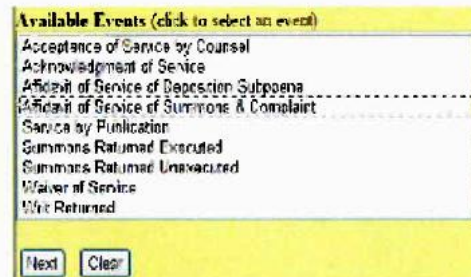 Available Events (click to select an event)
Acceptance of Service by Counsel
Acknowledgment of Service
Affidavit of Service of Deposition Subpoena
Affidavit of Service of Summons & Complaint
Service by Publication
Summons Returned Executed
Summons Returned Unexecuted
Waiver of Service
Writ Returned
Next Clear